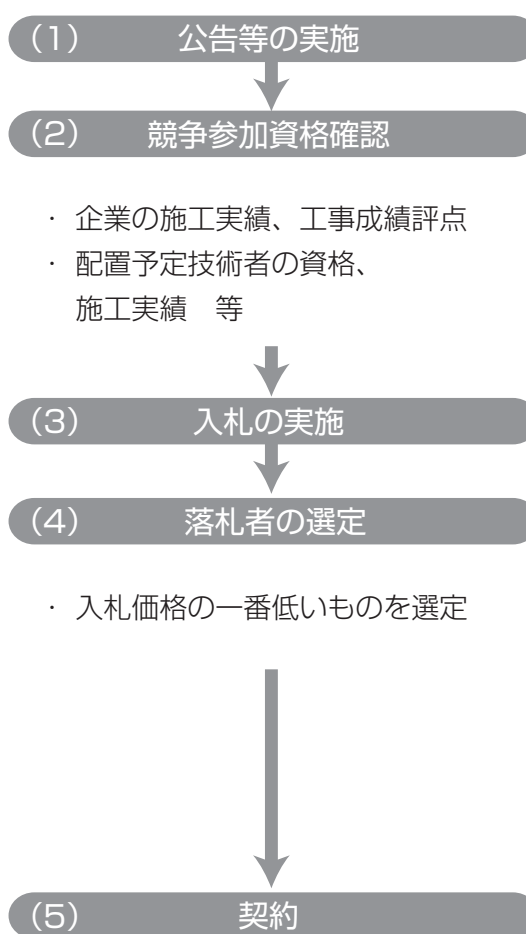 （1） 公告等の実施
（2） 競争参加資格確認
・ 企業の施工実績、工事成績評点
・ 配置予定技術者の資格、
施工実績　等
（3） 入札の実施
（4） 落札者の選定
・ 入札価格の一番低いものを選定
（5） 契約